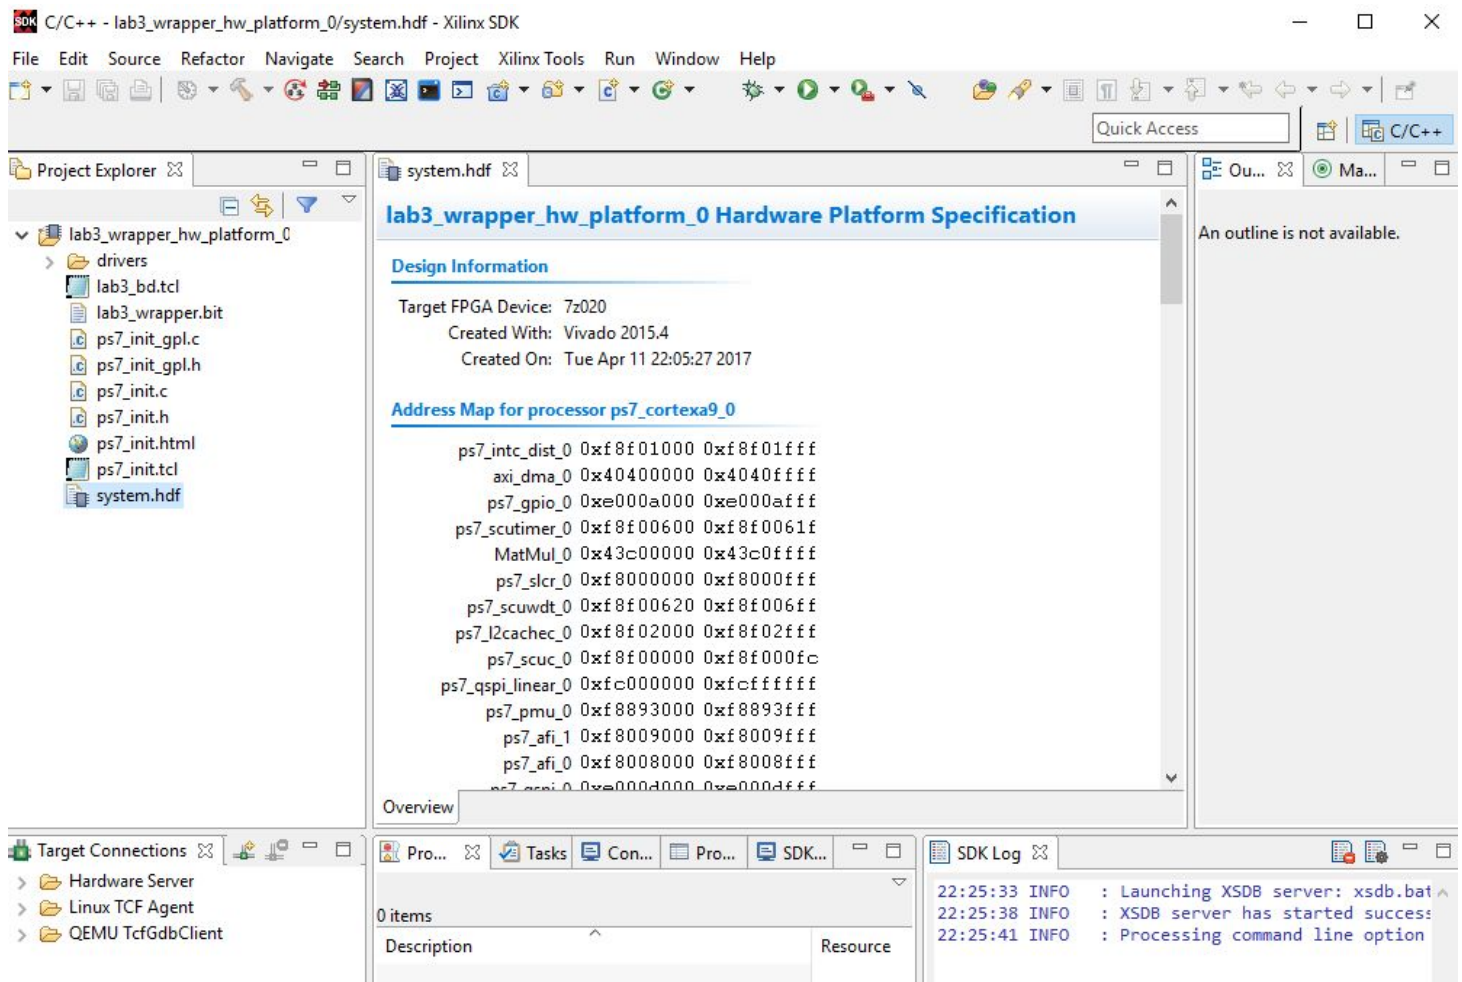 SDK C/C++ - lab3_wrapper_hw_platform_0/system.hdf - Xilinx SDK
File Edit Source Refactor Navigate Search Project Xilinx Tools Run Window Help
Quick Access
C/C++
Project Explorer
lab3_wrapper_hw_platform_0
drivers
lab3_bd.tcl
lab3_wrapper.bit
ps7_init_gpl.c
ps7_init_gpl.h
ps7_init.c
ps7_init.h
ps7_init.html
ps7_init.tcl
system.hdf
system.hdf
lab3_wrapper_hw_platform_0 Hardware Platform Specification
Design Information
Target FPGA Device: 7z020
Created With: Vivado 2015.4
Created On: Tue Apr 11 22:05:27 2017
Address Map for processor ps7_cortexa9_0
ps7_intc_dist_0 0xf8f01000 0xf8f01fff
axi_dma_0 0x40400000 0x4040ffff
ps7_gpio_0 0xe000a000 0xe000afff
ps7_scutimer_0 0xf8f00600 0xf8f0061f
MatMul_0 0x43c00000 0x43c0ffff
ps7_slcr_0 0xf8000000 0xf8000fff
ps7_scuwdt_0 0xf8f00620 0xf8f006ff
ps7_l2cachec_0 0xf8f02000 0xf8f02fff
ps7_scuc_0 0xf8f00000 0xf8f000fc
ps7_qspi_linear_0 0xfc000000 0xfcffffff
ps7_pmu_0 0xf8893000 0xf8893fff
ps7_afi_1 0xf8009000 0xf8009fff
ps7_afi_0 0xf8008000 0xf8008fff
ps7_qspi_0 0xe000d000 0xe000dfff
Overview
Ou... Ma...
An outline is not available.
Target Connections
Hardware Server
Linux TCF Agent
QEMU TcfGdbClient
Pro... Tasks Con... Pro... SDK...
0 items
Description Resource
SDK Log
22:25:33 INFO : Launching XSDB server: xsdb.bat
22:25:38 INFO : XSDB server has started success
22:25:41 INFO : Processing command line option